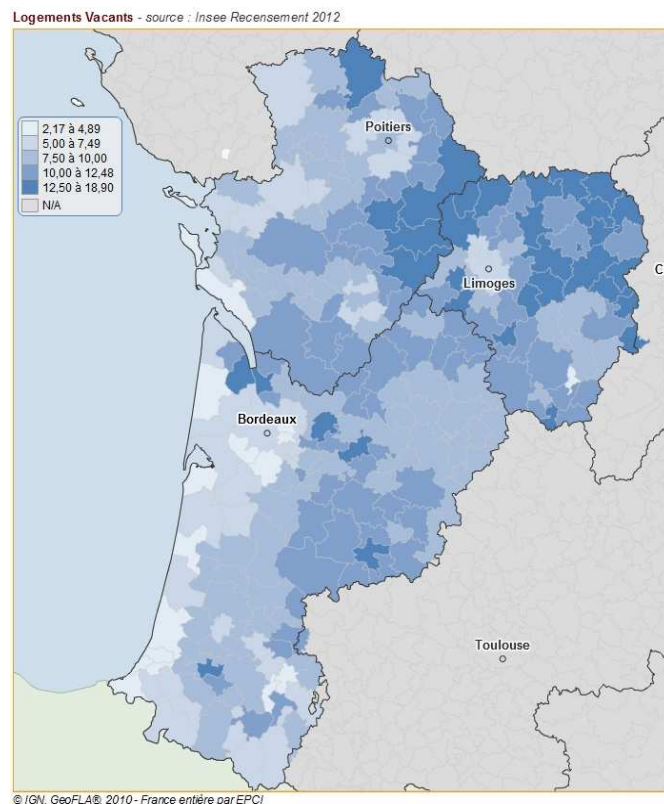 Logements Vacants - source : Insee Recensement 2012
2,17 à 4,89
5,00 à 7,49
7,50 à 10,00
10,00 à 12,48
12,50 à 18,90
N/A
Poitiers
Limoges
C
Bordeaux
Toulouse
© IGN. GeoFLA®, 2010 - France entière par EPCI